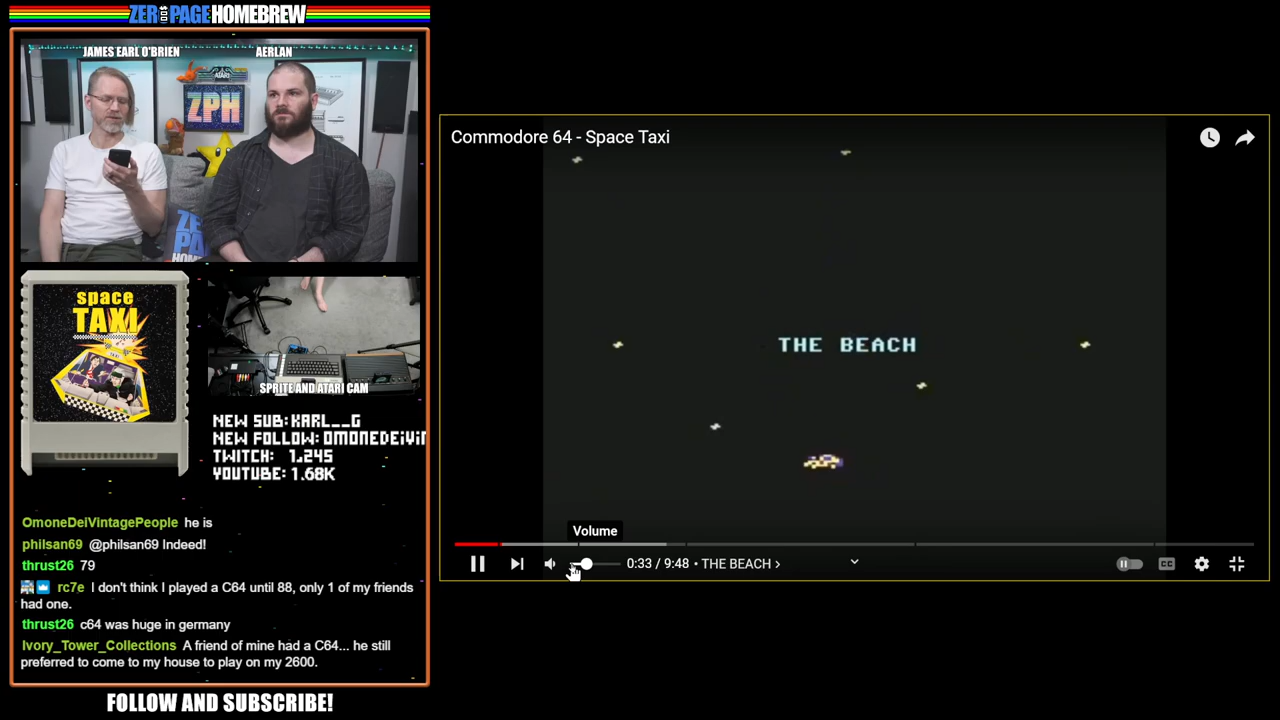 ZERO PAGE HOMEBREW
JAMES EARL O'BRIEN
AERLAN
ATARI
ZPH
space
TAXI
TAXI
SPRITE AND ATARI CAM
NEW SUB: KARL__G
NEW FOLLOW: OMONEDEIVIN
TWITCH: 1,245
YOUTUBE: 1.68K
OmoneDeiVintagePeople he is
philsan69 @philsan69 Indeed!
thrust26 79
rc7e I don't think I played a C64 until 88, only 1 of my friends
had one.
thrust26 c64 was huge in germany
Ivory_Tower_Collections A friend of mine had a C64... he still
preferred to come to my house to play on my 2600.
FOLLOW AND SUBSCRIBE!
Commodore 64 - Space Taxi
THE BEACH
Volume
0:33 / 9:48 • THE BEACH ›
CC